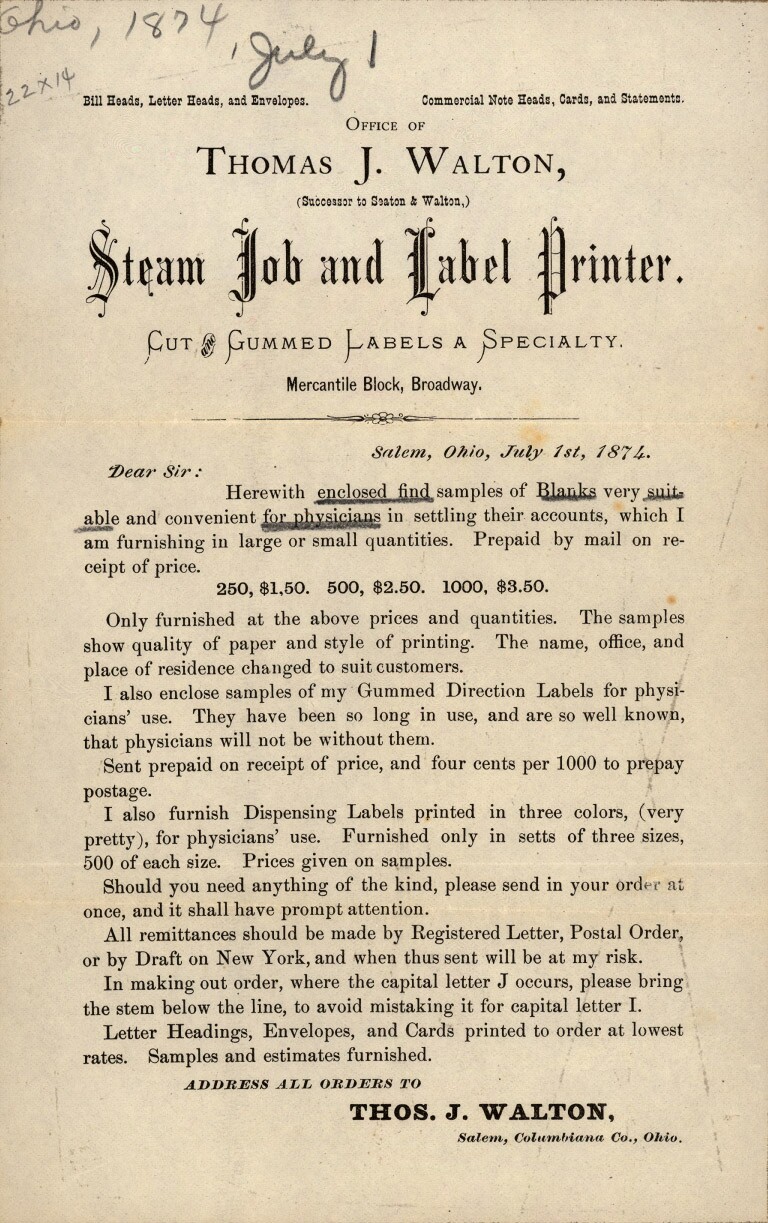 Ohio, 1874, July 1
22x14
Bill Heads, Letter Heads, and Envelopes. Commercial Note Heads, Cards, and Statements.
OFFICE OF
THOMAS J. WALTON,
(Successor to Seaton & Walton,)
Steam Job and Label Printer.
CUT AND GUMMED LABELS A SPECIALTY.
Mercantile Block, Broadway.
Salem, Ohio, July 1st, 1874.
Dear Sir:
Herewith enclosed find samples of Blanks very suit-
able and convenient for physicians in settling their accounts, which I
am furnishing in large or small quantities. Prepaid by mail on re-
ceipt of price.
250, $1,50. 500, $2.50. 1000, $3.50.
Only furnished at the above prices and quantities. The samples
show quality of paper and style of printing. The name, office, and
place of residence changed to suit customers.
I also enclose samples of my Gummed Direction Labels for physi-
cians' use. They have been so long in use, and are so well known,
that physicians will not be without them.
Sent prepaid on receipt of price, and four cents per 1000 to prepay
postage.
I also furnish Dispensing Labels printed in three colors, (very
pretty), for physicians' use. Furnished only in setts of three sizes,
500 of each size. Prices given on samples.
Should you need anything of the kind, please send in your order at
once, and it shall have prompt attention.
All remittances should be made by Registered Letter, Postal Order,
or by Draft on New York, and when thus sent will be at my risk.
In making out order, where the capital letter J occurs, please bring
the stem below the line, to avoid mistaking it for capital letter I.
Letter Headings, Envelopes, and Cards printed to order at lowest
rates. Samples and estimates furnished.
ADDRESS ALL ORDERS TO
THOS. J. WALTON,
Salem, Columbiana Co., Ohio.